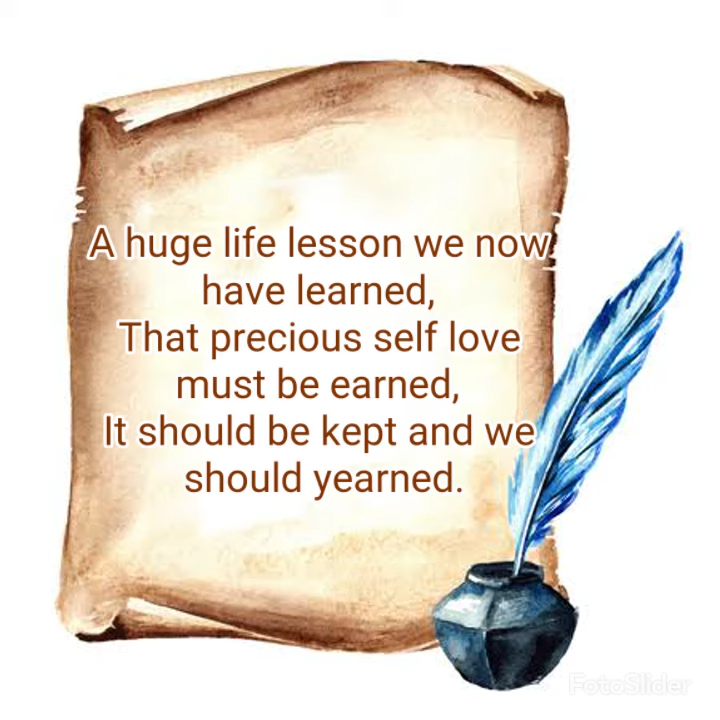 A huge life lesson we now
have learned,
That precious self love
must be earned,
It should be kept and we
should yearned.
FotoSlider